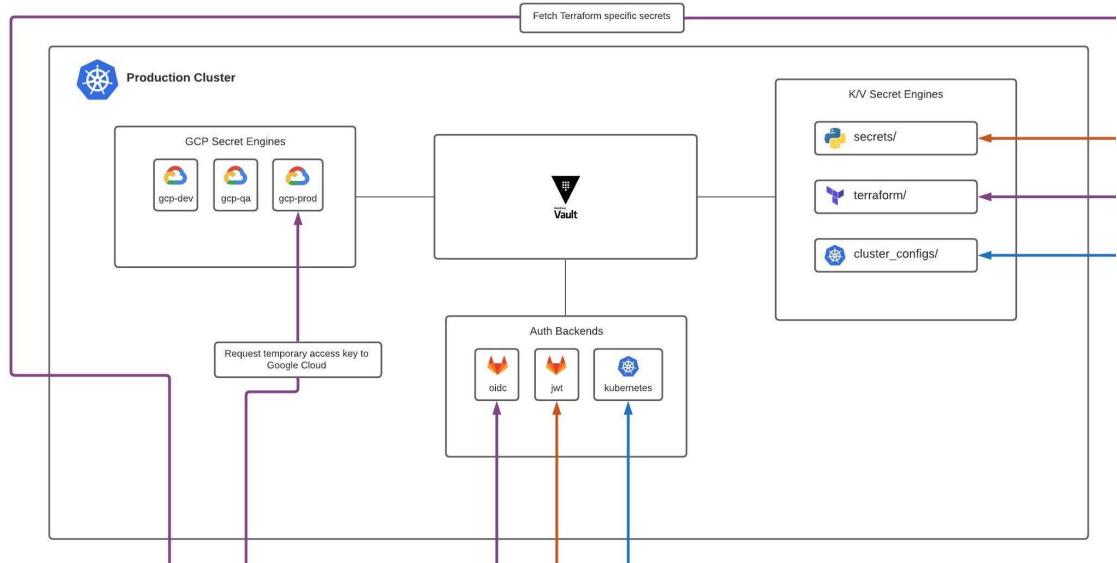 Fetch Terraform specific secrets
Production Cluster
K/V Secret Engines
GCP Secret Engines
secrets/
gcp-dev
gcp-qa
gcp-prod
terraform/
Vault
cluster_configs/
Auth Backends
Request temporary access key to
Google Cloud
oidc
jwt
kubernetes